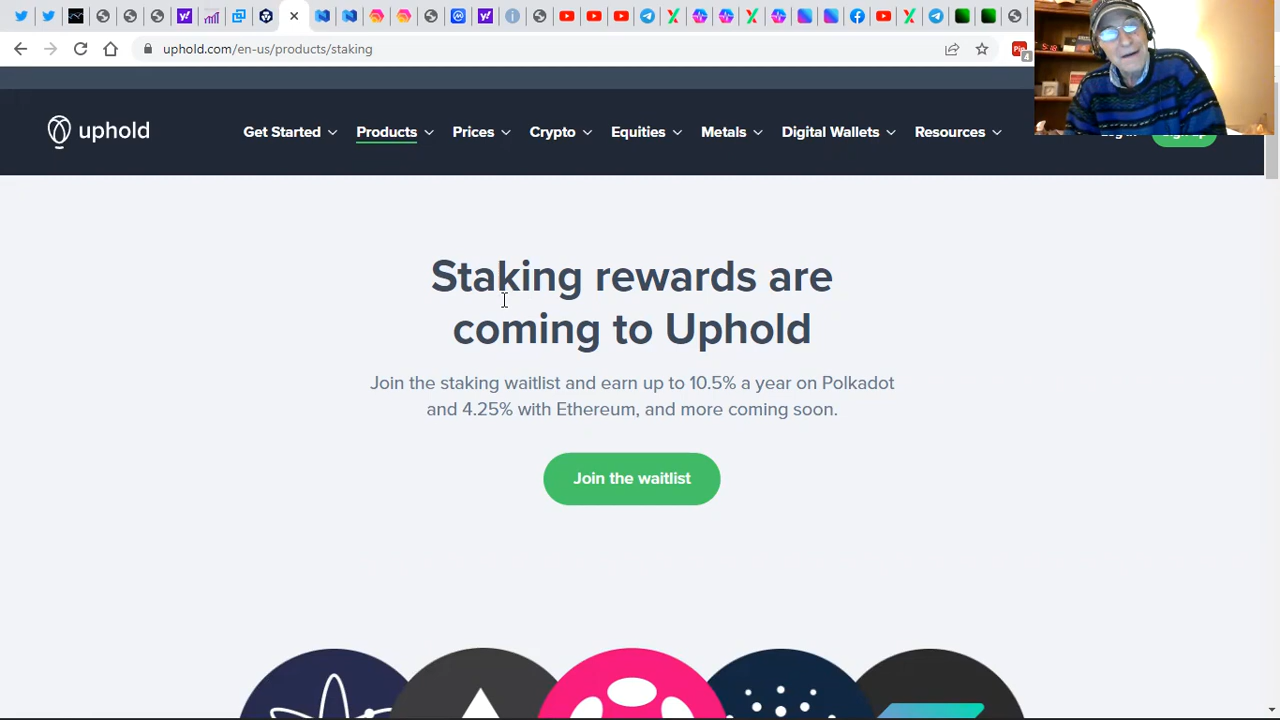 uphold.com/en-us/products/staking
4
uphold
Get Started
Products
Prices
Crypto
Equities
Metals
Digital Wallets
Resources
Staking rewards are
coming to Uphold
Join the staking waitlist and earn up to 10.5% a year on Polkadot
and 4.25% with Ethereum, and more coming soon.
Join the waitlist